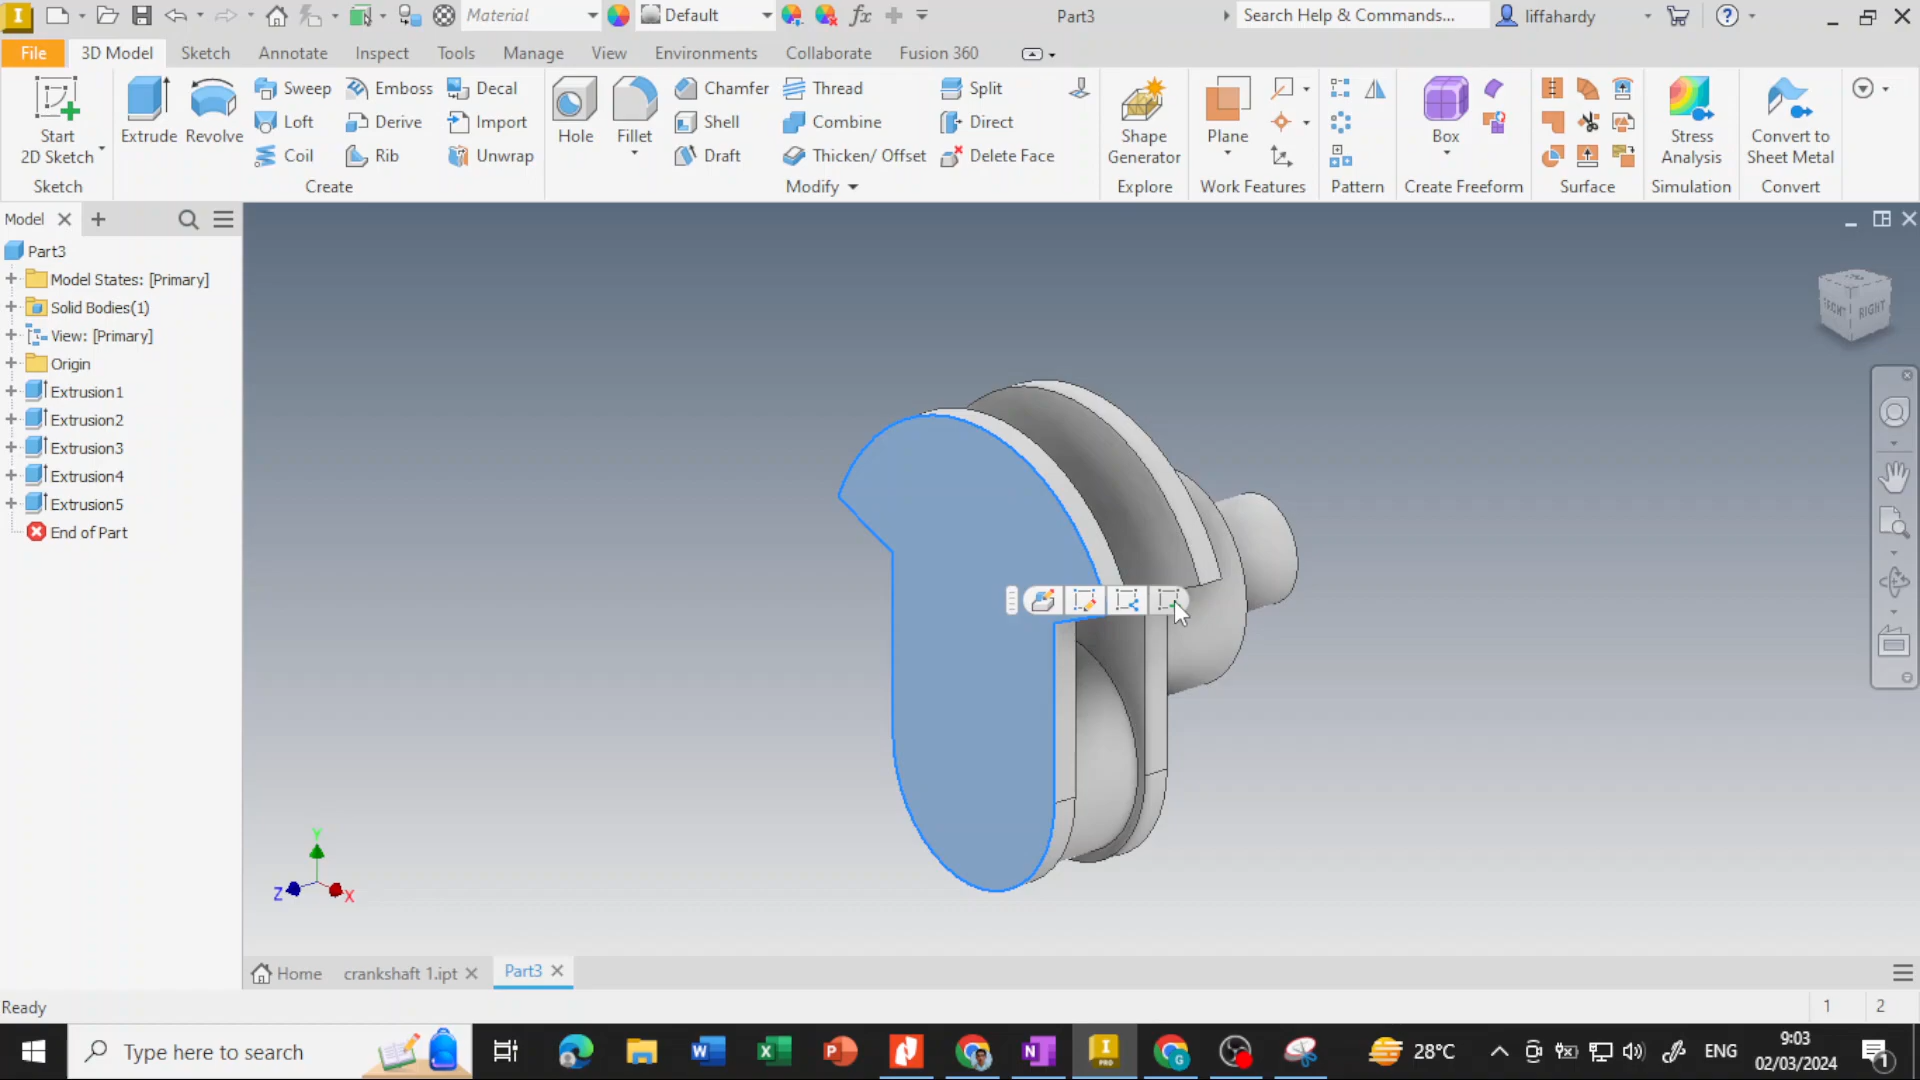 Material
Default
fx
Part3
Search Help & Commands...
liffahardy
File
3D Model
Sketch
Annotate
Inspect
Tools
Manage
View
Environments
Collaborate
Fusion 360
Start
2D Sketch
Extrude
Revolve
Sweep
Loft
Coil
Emboss
Derive
Rib
Decal
Import
Unwrap
Hole
Fillet
Chamfer
Shell
Draft
Thread
Combine
Thicken/ Offset
Split
Direct
Delete Face
Shape
Generator
Plane
Box
Stress
Analysis
Convert to
Sheet Metal
Sketch
Create
Modify
Explore
Work Features
Pattern
Create Freeform
Surface
Simulation
Convert
Model
Part3
Model States: [Primary]
Solid Bodies(1)
View: [Primary]
Origin
Extrusion1
Extrusion2
Extrusion3
Extrusion4
Extrusion5
End of Part
FRONT
RIGHT
Y
Z
X
Home
crankshaft 1.ipt
Part3
Ready
1
2
Type here to search
28°C
ENG
9:03
02/03/2024
1